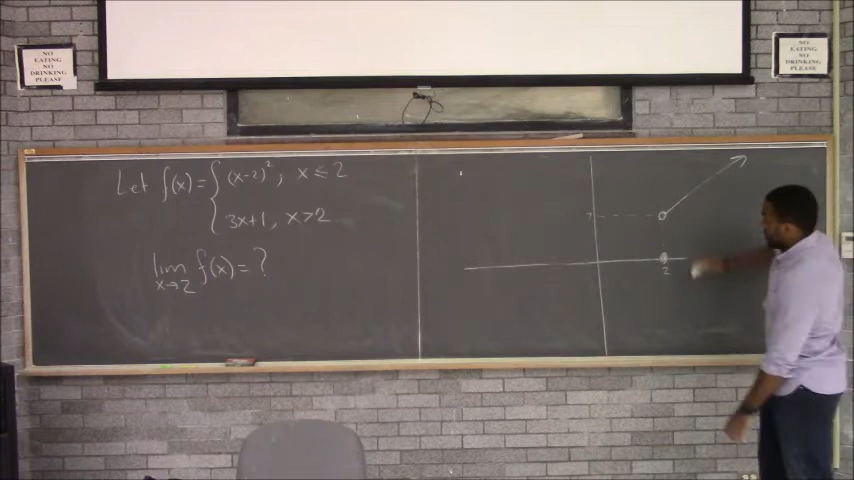 NO
EATING
NO
DRINKING
PLEASE
NO
EATING
NO
DRINKING
PLEASE
Let f(x) = { (x-2)², x ≤ 2
3x+1, x>2
lim f(x) = ?
x→2
7
2